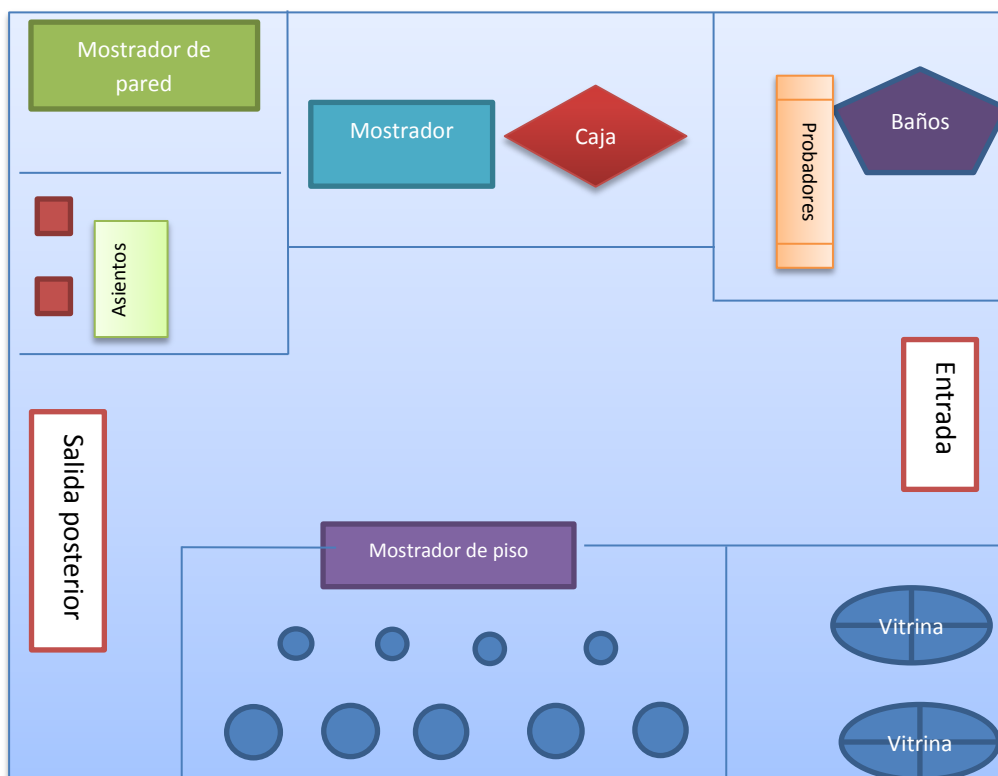 Mostrador de
pared
Mostrador
Caja
Probadores
Baños
Asientos
Entrada
Salida posterior
Mostrador de piso
Vitrina
Vitrina